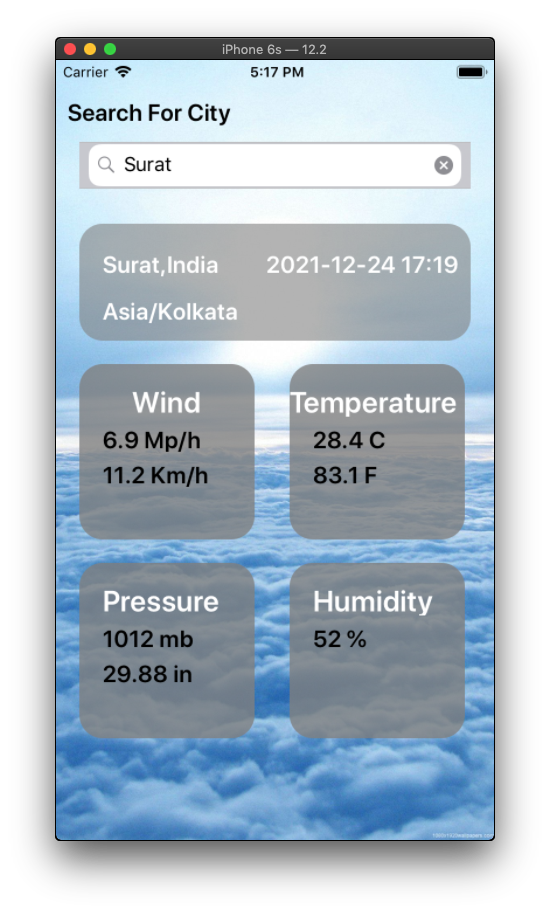 iPhone 6s — 12.2
Carrier 5:17 PM
Search For City
Surat
Surat,India 2021-12-24 17:19
Asia/Kolkata
Wind Temperature
6.9 Mp/h 28.4 C
11.2 Km/h 83.1 F
Pressure Humidity
1012 mb 52 %
29.88 in